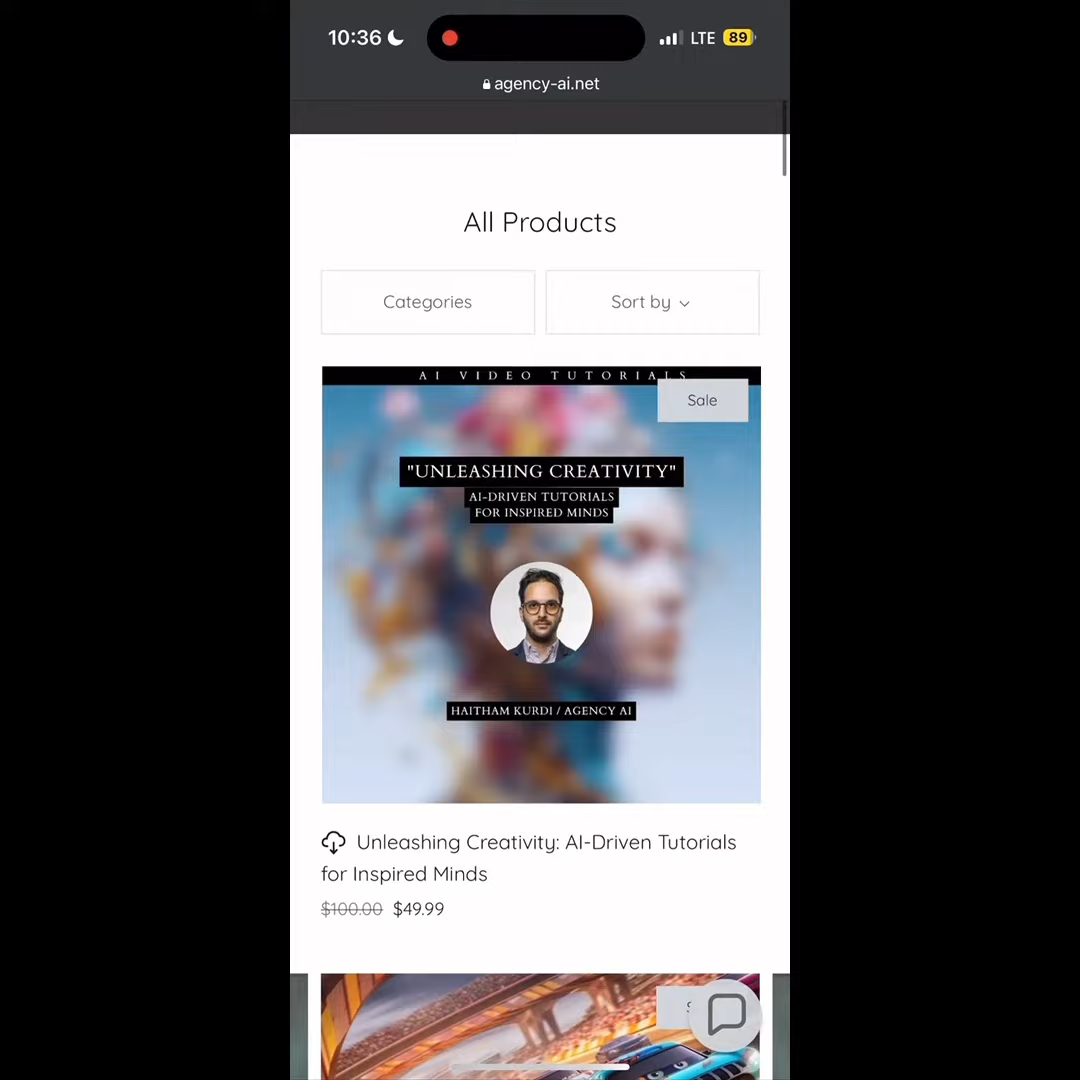 10:36
LTE
89
agency-ai.net
All Products
Categories
Sort by
AI VIDEO TUTORIALS
Sale
"UNLEASHING CREATIVITY"
AI-DRIVEN TUTORIALS
FOR INSPIRED MINDS
HAITHAM KURDI / AGENCY AI
Unleashing Creativity: AI-Driven Tutorials
for Inspired Minds
$100.00 $49.99